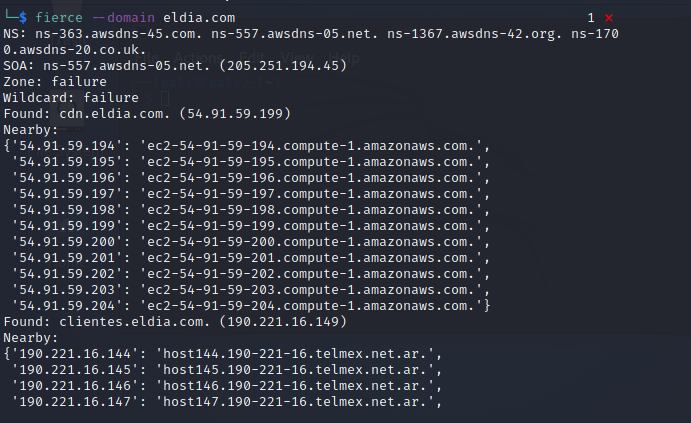 └─$ fierce --domain eldia.com 1 ⨯
NS: ns-363.awsdns-45.com. ns-557.awsdns-05.net. ns-1367.awsdns-42.org. ns-170
0.awsdns-20.co.uk.
SOA: ns-557.awsdns-05.net. (205.251.194.45)
Zone: failure
Wildcard: failure
Found: cdn.eldia.com. (54.91.59.199)
Nearby:
{'54.91.59.194': 'ec2-54-91-59-194.compute-1.amazonaws.com.',
 '54.91.59.195': 'ec2-54-91-59-195.compute-1.amazonaws.com.',
 '54.91.59.196': 'ec2-54-91-59-196.compute-1.amazonaws.com.',
 '54.91.59.197': 'ec2-54-91-59-197.compute-1.amazonaws.com.',
 '54.91.59.198': 'ec2-54-91-59-198.compute-1.amazonaws.com.',
 '54.91.59.199': 'ec2-54-91-59-199.compute-1.amazonaws.com.',
 '54.91.59.200': 'ec2-54-91-59-200.compute-1.amazonaws.com.',
 '54.91.59.201': 'ec2-54-91-59-201.compute-1.amazonaws.com.',
 '54.91.59.202': 'ec2-54-91-59-202.compute-1.amazonaws.com.',
 '54.91.59.203': 'ec2-54-91-59-203.compute-1.amazonaws.com.',
 '54.91.59.204': 'ec2-54-91-59-204.compute-1.amazonaws.com.'}
Found: clientes.eldia.com. (190.221.16.149)
Nearby:
{'190.221.16.144': 'host144.190-221-16.telmex.net.ar.',
 '190.221.16.145': 'host145.190-221-16.telmex.net.ar.',
 '190.221.16.146': 'host146.190-221-16.telmex.net.ar.',
 '190.221.16.147': 'host147.190-221-16.telmex.net.ar.',